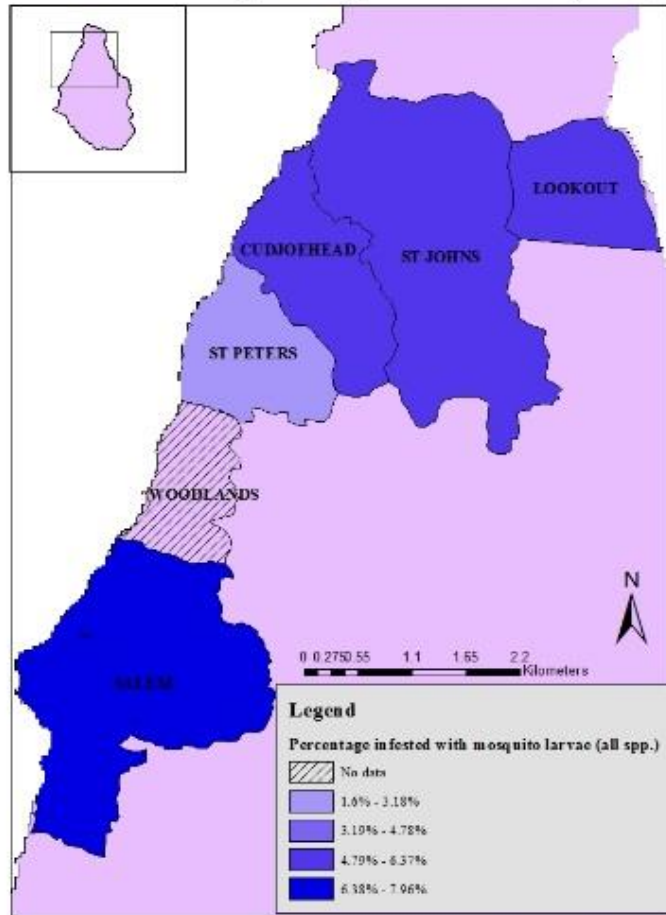 LOOKOUT
CUDJOEHEAD
ST JOHNS
ST PETERS
WOODLANDS
SALEM
N
0 0.275 0.55 1.1 1.65 2.2
Kilometers
Legend
Percentage infested with mosquito larvae (all spp.)
No data
1.6% - 3.18%
3.19% - 4.78%
4.79% - 6.37%
6.38% - 7.96%